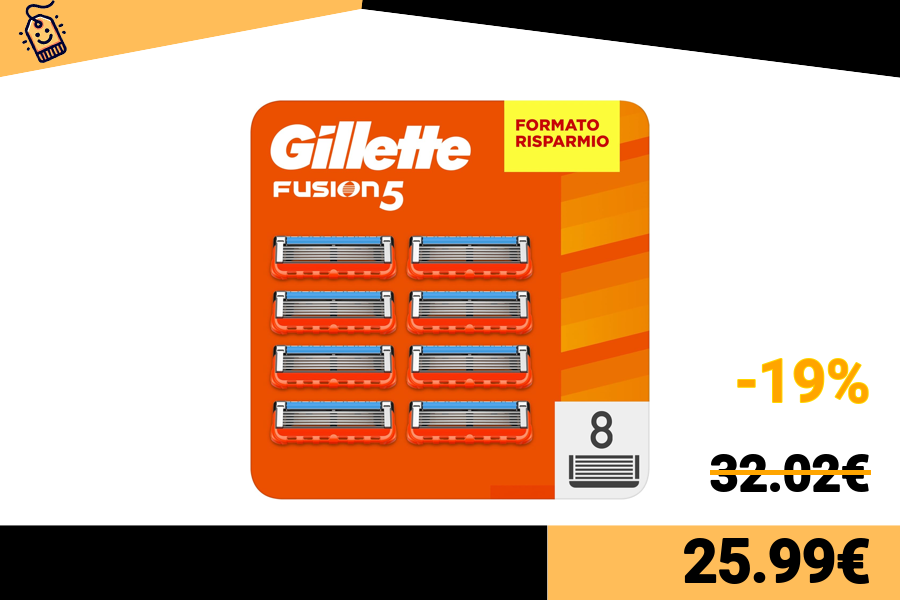 Gillette
FUSION5
FORMATO
RISPARMIO
8
-19%
32.02€
25.99€